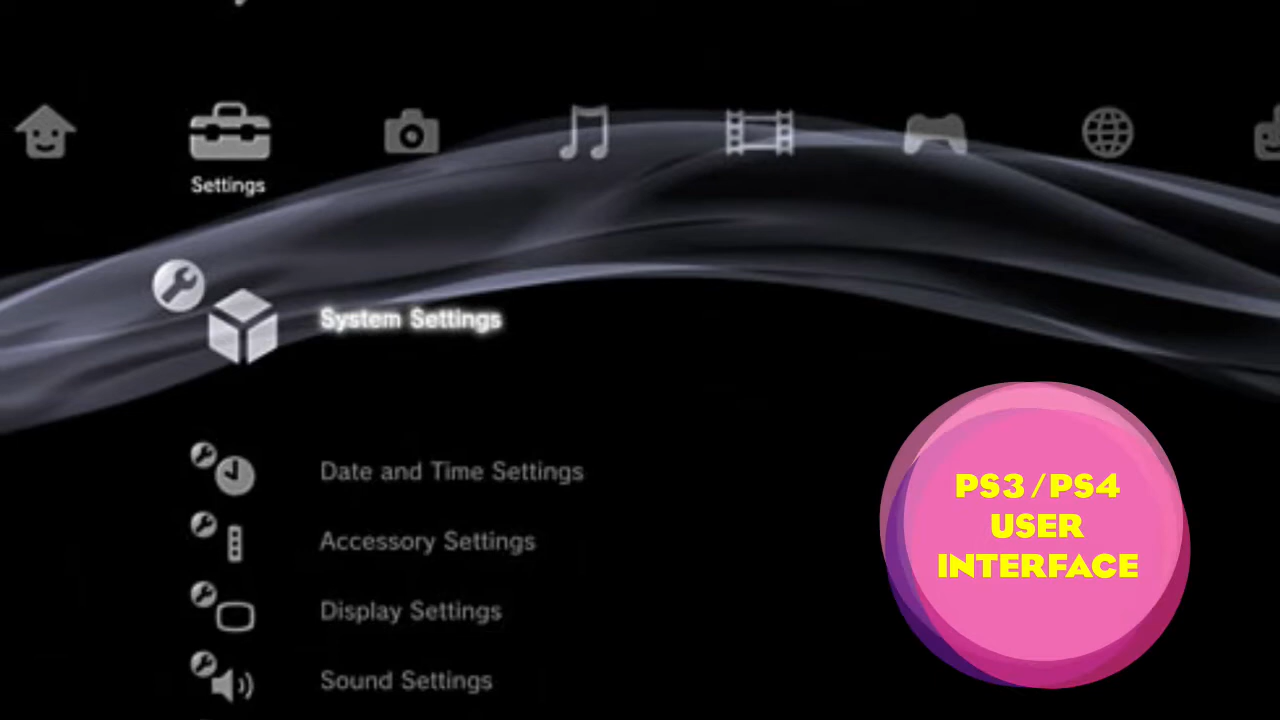 Settings
System Settings
Date and Time Settings
Accessory Settings
Display Settings
Sound Settings
PS3/PS4
USER
INTERFACE